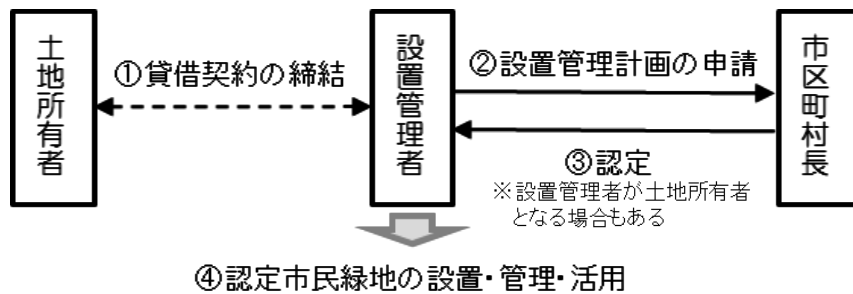 土地所有者
①貸借契約の締結
設置管理者
②設置管理計画の申請
③認定
※設置管理者が土地所有者
となる場合もある
市区町村長
④認定市民緑地の設置・管理・活用